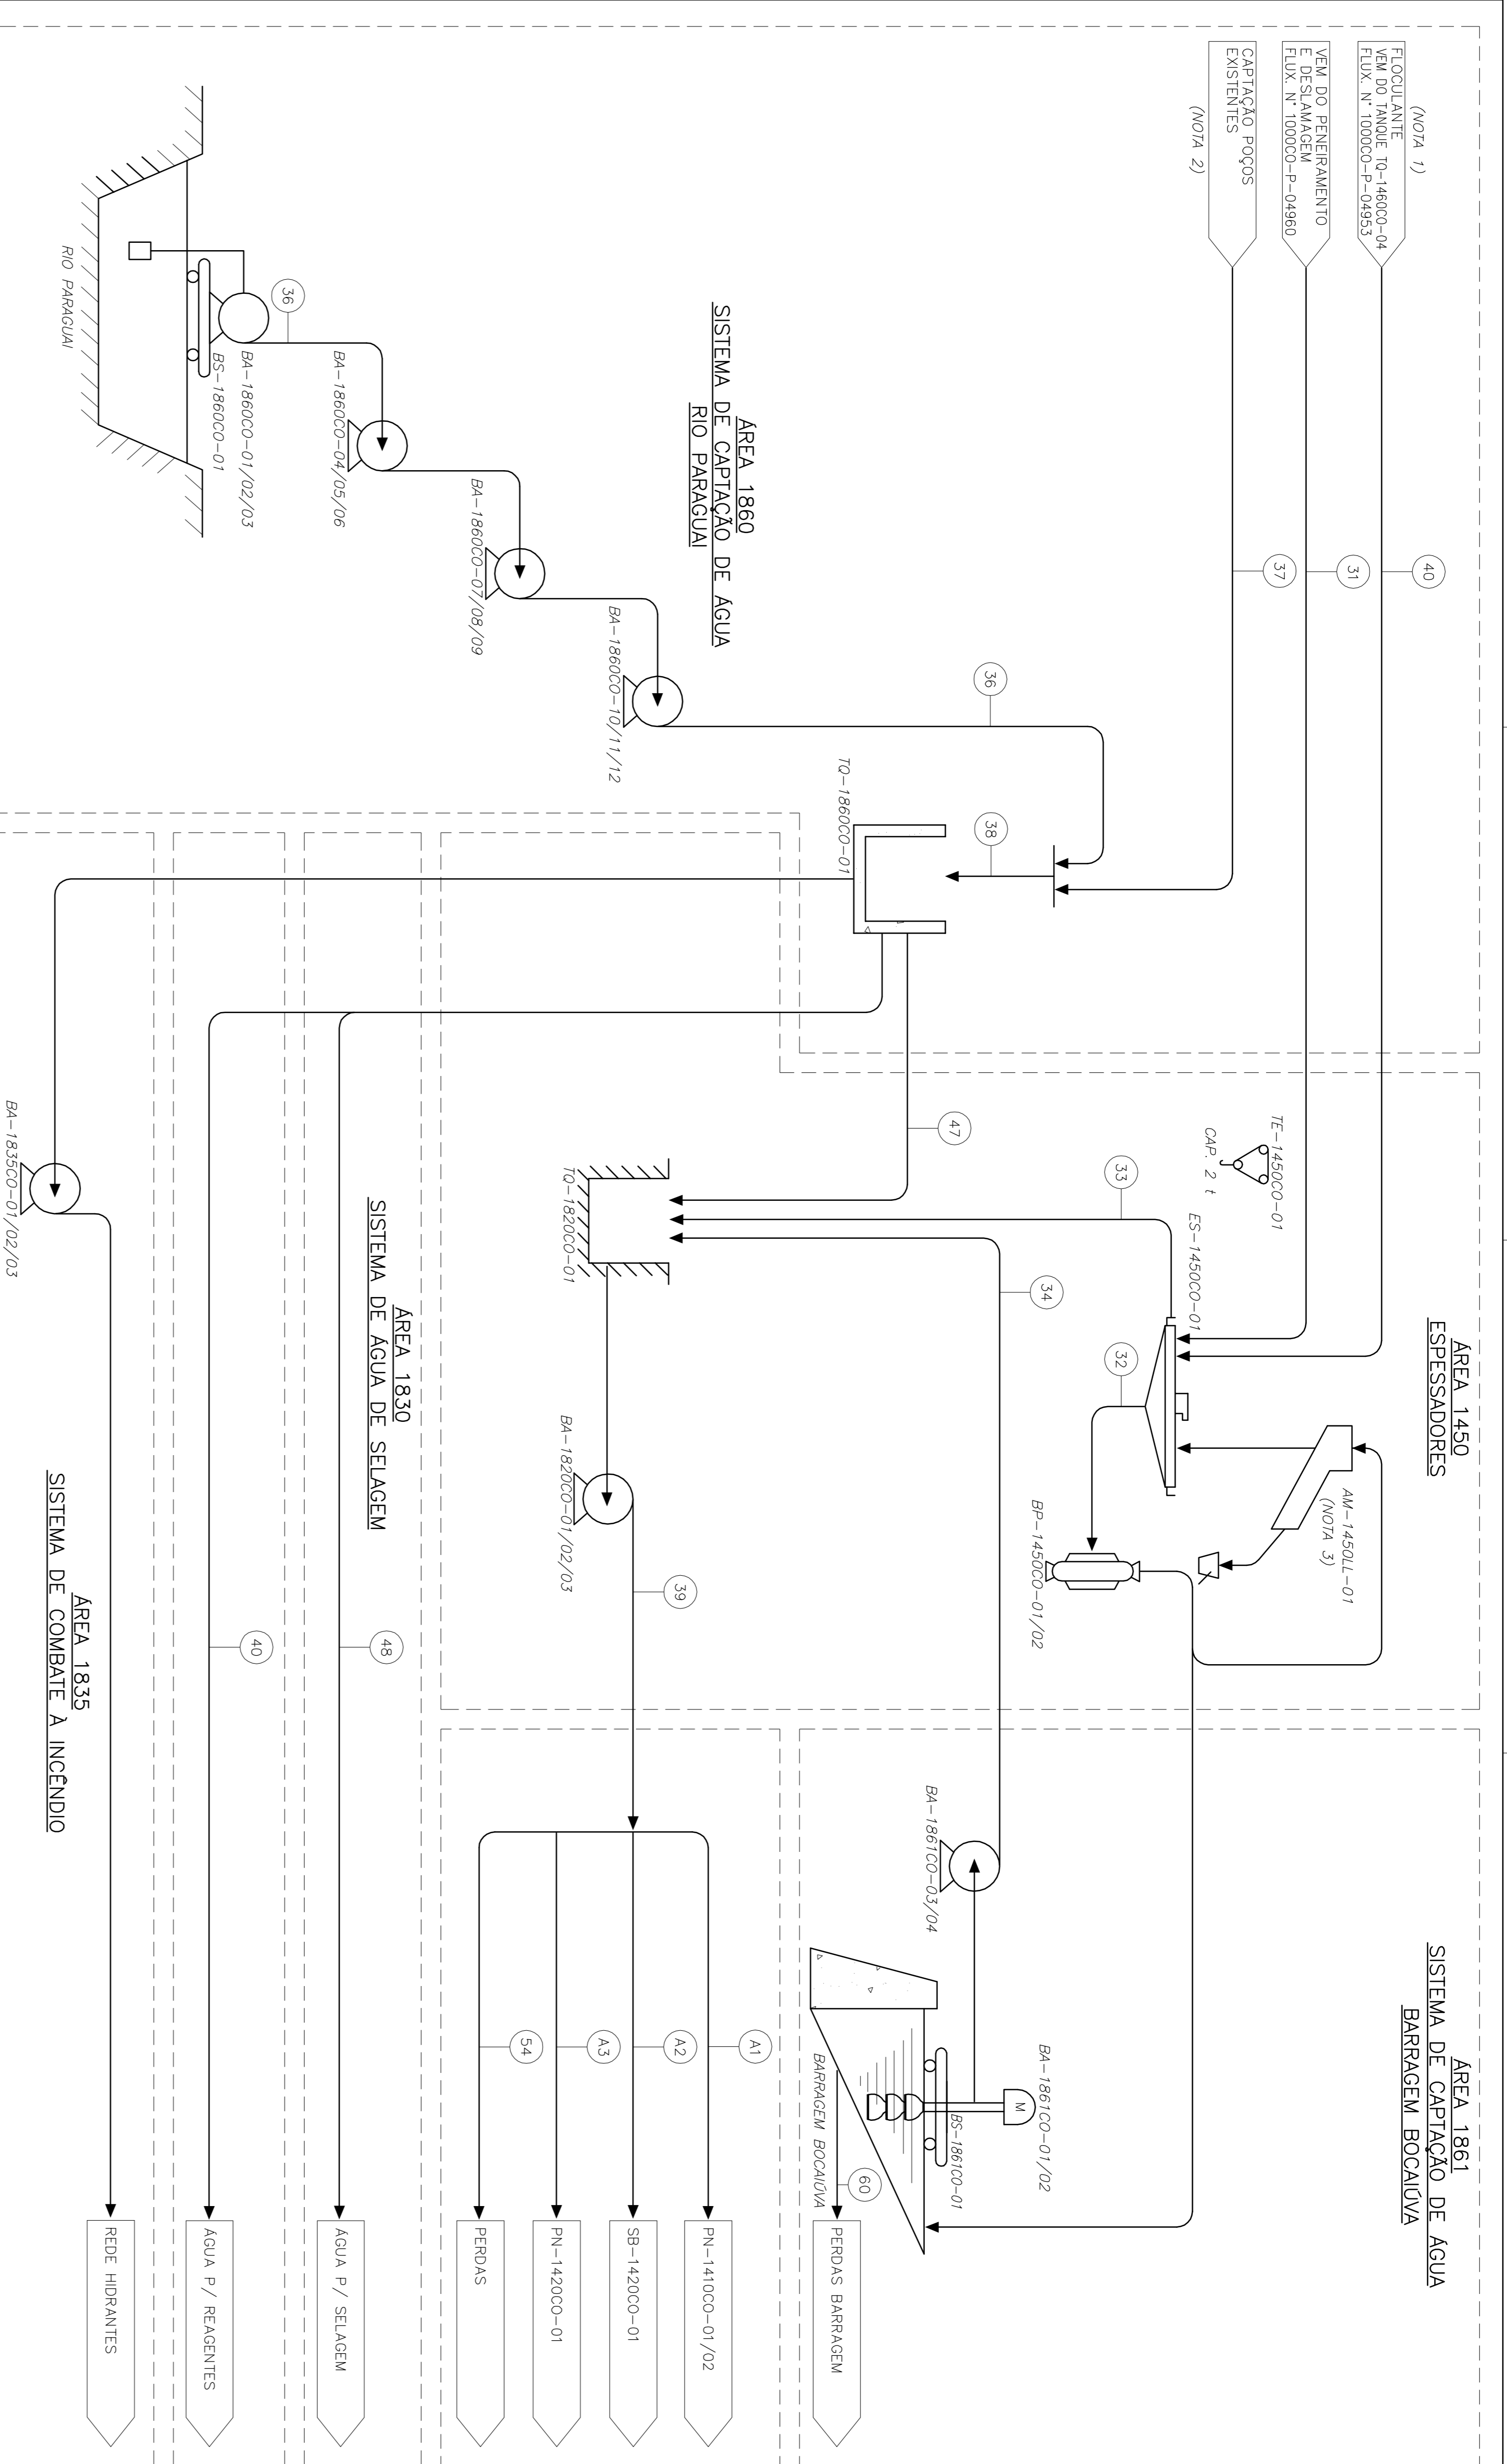 (NOTA 1)
FLOCULANTE
VEM DO TANQUE TQ-1460CO-04
FLUX. N° 1000CO-P-04953
VEM DO PENEIRAMENTO
E DESLAMAGEM
FLUX. N° 1000CO-P-04960
CAPTAÇÃO POÇOS
EXISTENTES
(NOTA 2)
40
31
37
ÁREA 1860
SISTEMA DE CAPTAÇÃO DE ÁGUA
RIO PARAGUAI
36
38
TQ-1860CO-01
BA-1860CO-10/11/12
BA-1860CO-07/08/09
BA-1860CO-04/05/06
36
BA-1860CO-01/02/03
BS-1860CO-01
RIO PARAGUAI
ÁREA 1450
ESPESSADORES
TE-1450CO-01
CAP. 2 t
ES-1450CO-01
AM-1450LL-01
(NOTA 3)
33
32
BP-1450CO-01/02
34
47
TQ-1820CO-01
BA-1820CO-01/02/03
39
ÁREA 1861
SISTEMA DE CAPTAÇÃO DE ÁGUA
BARRAGEM BOCAIÚVA
BA-1861CO-01/02
M
BS-1861CO-01
BA-1861CO-03/04
BARRAGEM BOCAIÚVA
60
PERDAS BARRAGEM
A1
PN-1410CO-01/02
A2
SB-1420CO-01
A3
PN-1420CO-01
54
PERDAS
ÁREA 1830
SISTEMA DE ÁGUA DE SELAGEM
48
ÁGUA P/ SELAGEM
40
ÁGUA P/ REAGENTES
ÁREA 1835
SISTEMA DE COMBATE À INCÊNDIO
BA-1835CO-01/02/03
REDE HIDRANTES